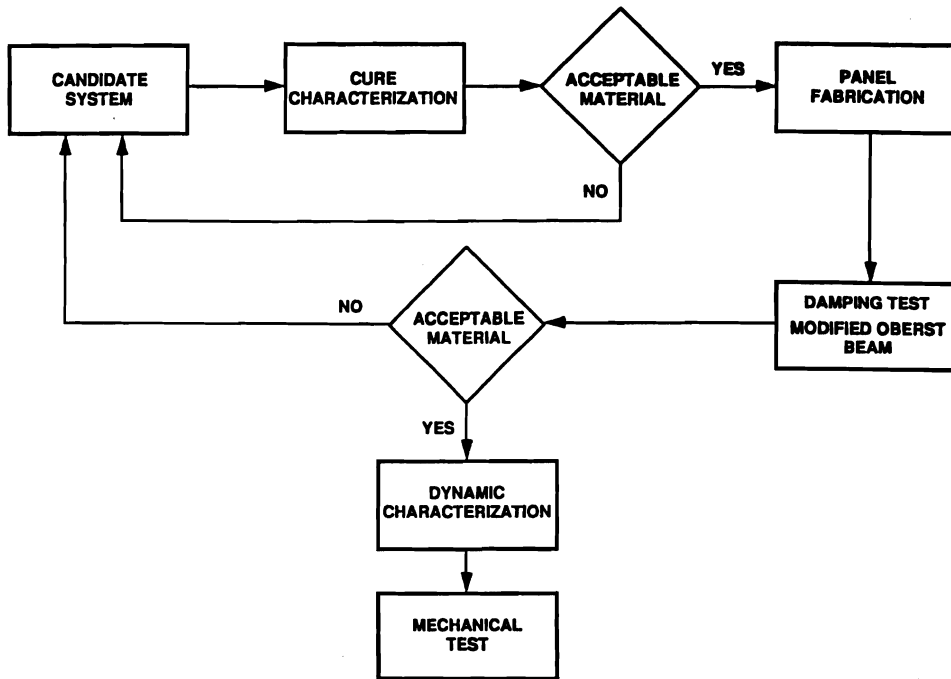 CANDIDATE
SYSTEM
CURE
CHARACTERIZATION
ACCEPTABLE
MATERIAL
YES
PANEL
FABRICATION
NO
DAMPING TEST
MODIFIED OBERST
BEAM
ACCEPTABLE
MATERIAL
NO
YES
DYNAMIC
CHARACTERIZATION
MECHANICAL
TEST